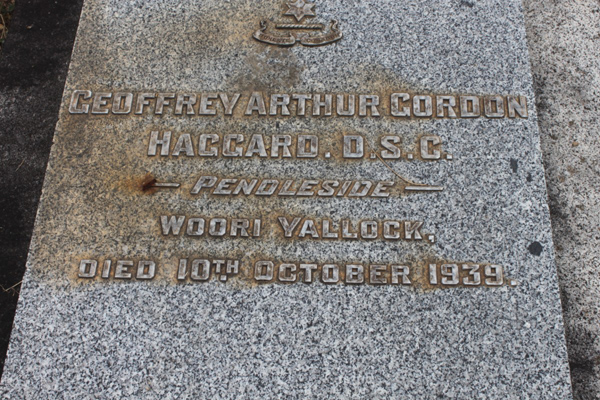 GEOFFREY ARTHUR GORDON
HAGGARD. D.S.C.
PENDLESIDE
WOORI YALLOCK,
DIED 10TH OCTOBER 1939.